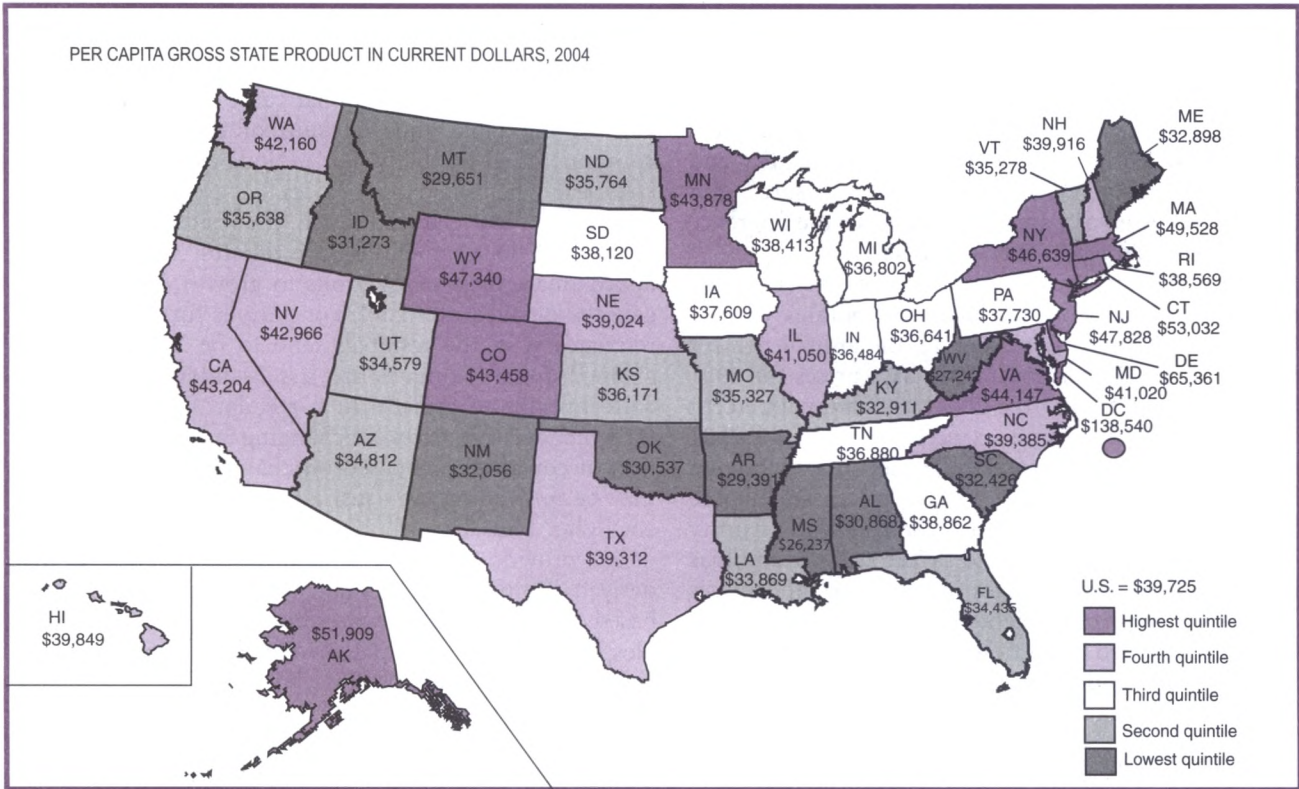 PER CAPITA GROSS STATE PRODUCT IN CURRENT DOLLARS, 2004
WA
$42,160
OR
$35,638
CA
$43,204
NV
$42,966
ID
$31,273
MT
$29,651
WY
$47,340
UT
$34,579
AZ
$34,812
CO
$43,458
NM
$32,056
ND
$35,764
SD
$38,120
NE
$39,024
KS
$36,171
OK
$30,537
TX
$39,312
MN
$43,878
IA
$37,609
MO
$35,327
AR
$29,391
LA
$33,869
WI
$38,413
IL
$41,050
MI
$36,802
IN
$36,484
OH
$36,641
KY
$32,911
TN
$36,880
MS
$26,237
AL
$30,868
GA
$38,862
FL
$34,435
SC
$32,426
NC
$39,385
VA
$44,147
WV
$27,242
PA
$37,730
NY
$46,639
VT
$35,278
NH
$39,916
ME
$32,898
MA
$49,528
RI
$38,569
CT
$53,032
NJ
$47,828
DE
$65,361
MD
$41,020
DC
$138,540
HI
$39,849
$51,909
AK
U.S. = $39,725
Highest quintile
Fourth quintile
Third quintile
Second quintile
Lowest quintile